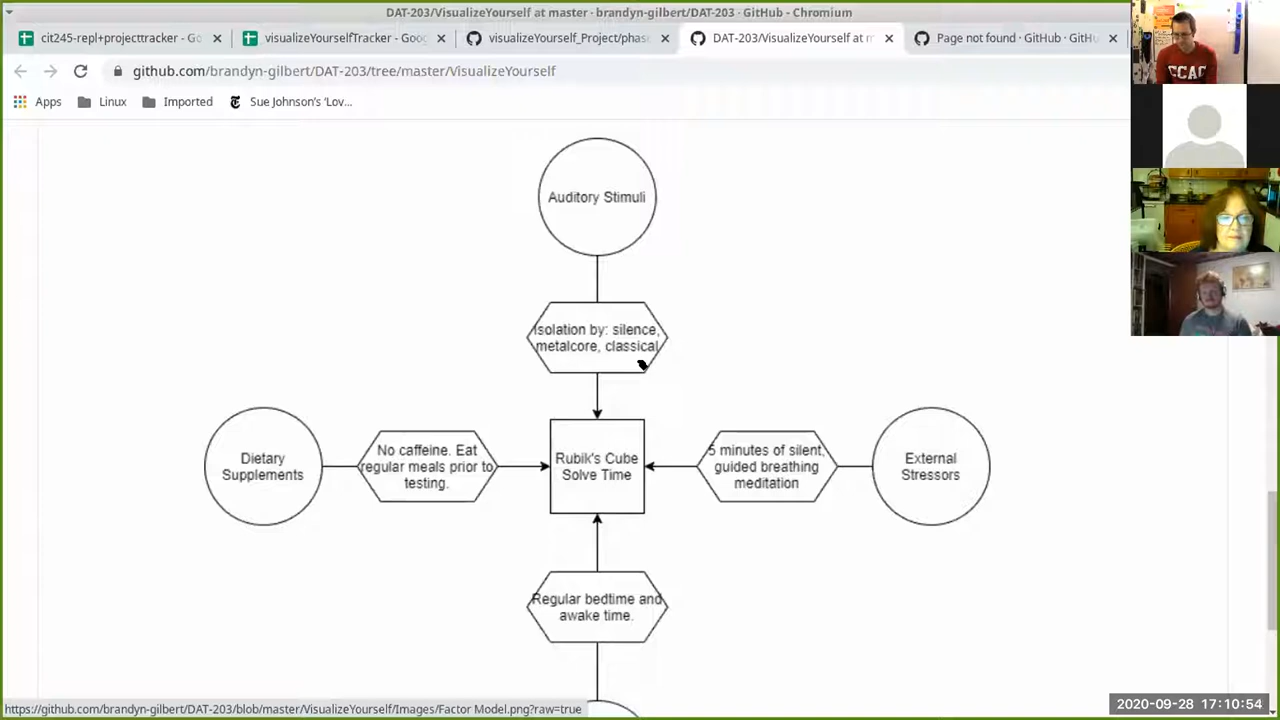 DAT-203/VisualizeYourself at master · brandyn-gilbert/DAT-203 · GitHub - Chromium
cit245-repl+projecttracker - Go
visualizeYourselfTracker - Goo
visualizeYourself_Project/phase
DAT-203/VisualizeYourself at m
Page not found · GitHub · GitHu
github.com/brandyn-gilbert/DAT-203/tree/master/VisualizeYourself
Apps
Linux
Imported
Sue Johnson's 'Lov...
CCAC
Auditory Stimuli
Isolation by: silence,
metalcore, classical
Dietary
Supplements
No caffeine. Eat
regular meals prior to
testing.
Rubik's Cube
Solve Time
5 minutes of silent,
guided breathing
meditation
External
Stressors
Regular bedtime and
awake time.
https://github.com/brandyn-gilbert/DAT-203/blob/master/VisualizeYourself/Images/Factor Model.png?raw=true
2020-09-28 17:10:54